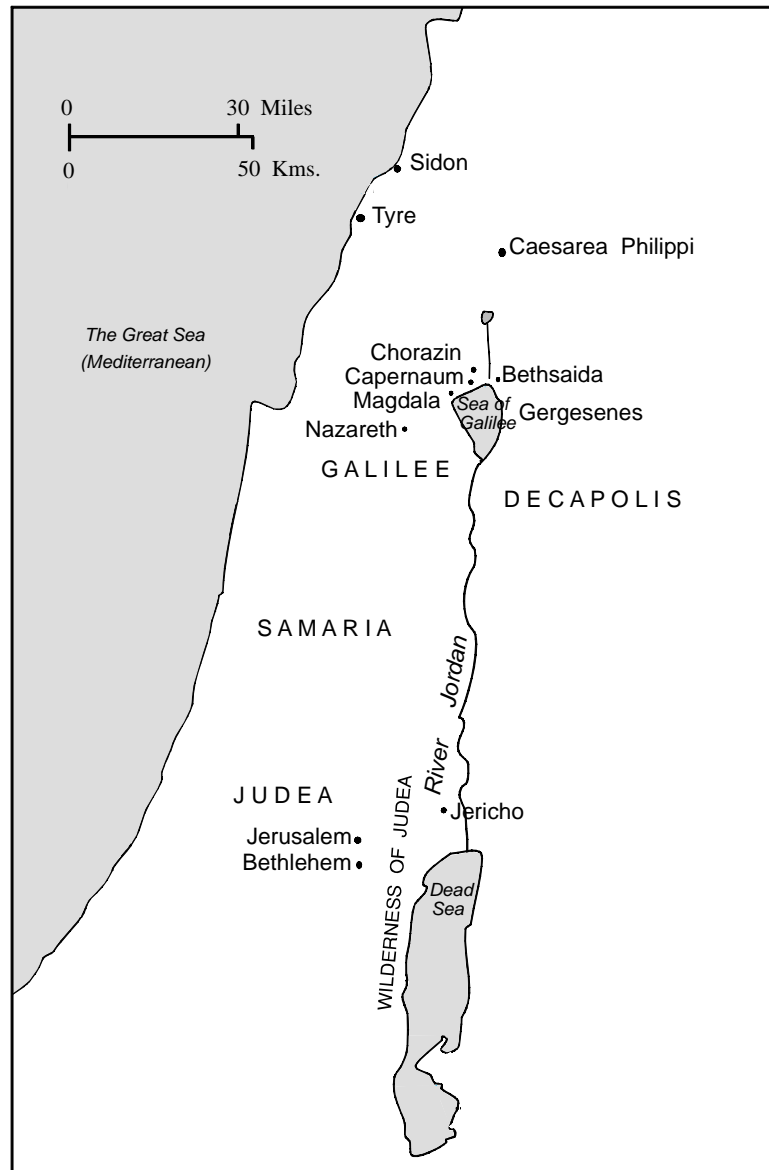 0 30 Miles
0 50 Kms.
Sidon
Tyre
Caesarea Philippi
The Great Sea
(Mediterranean)
Chorazin
Capernaum
Bethsaida
Magdala
Sea of
Galilee
Gergesenes
Nazareth
GALILEE
DECAPOLIS
SAMARIA
River Jordan
JUDEA
WILDERNESS OF JUDEA
Jericho
Jerusalem
Bethlehem
Dead
Sea